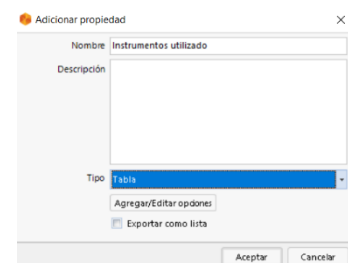 Adicionar propiedad
Nombre Instrumentos utilizado
Descripción
Tipo Tabla
Agregar/Editar opciones
Exportar como lista
Aceptar Cancelar